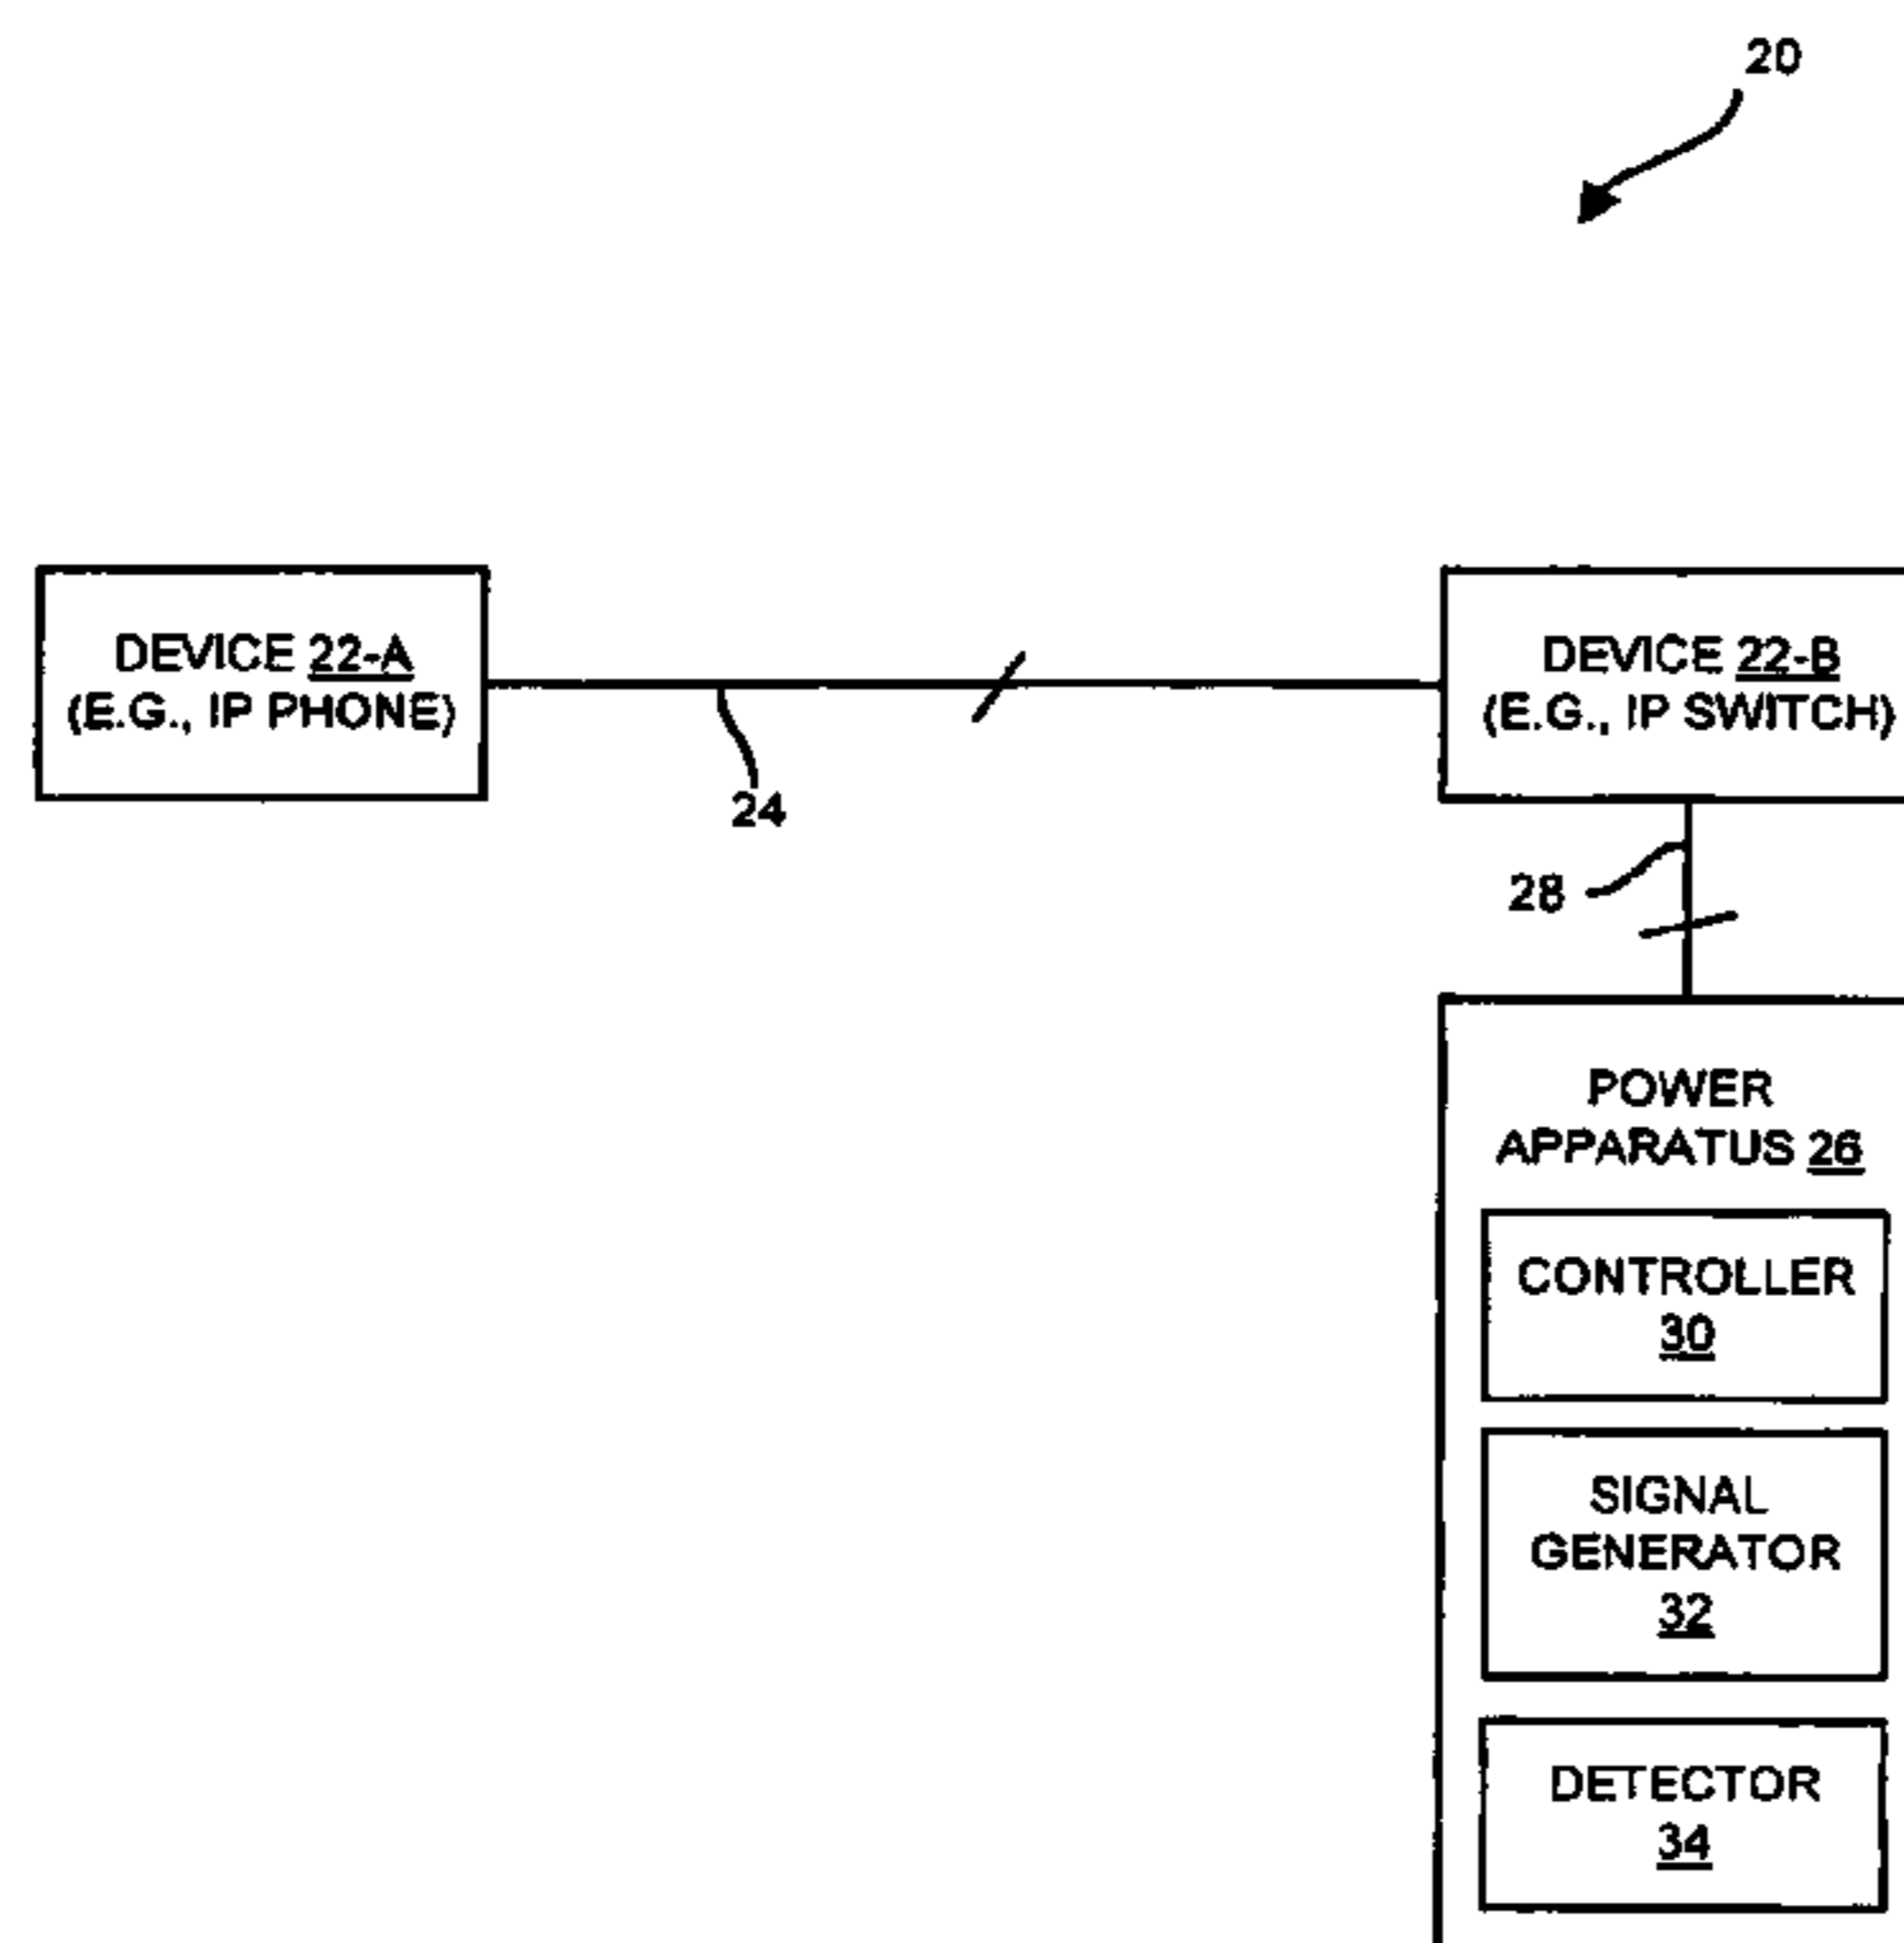 20
DEVICE 22-A
(E.G., IP PHONE)
24
DEVICE 22-B
(E.G., IP SWITCH)
28
POWER
APPARATUS 26
CONTROLLER
30
SIGNAL
GENERATOR
32
DETECTOR
34